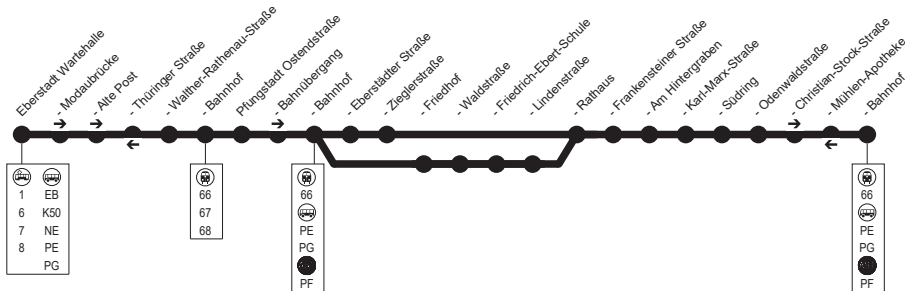 Eberstadt Wartehalle
- Modaubrücke
- Alte Post
- Thüringer Straße
- Walther-Rathenau-Straße
- Bahnhof
Pfungstadt Ostendstraße
- Bahnübergang
- Bahnhof
- Eberstädter Straße
- Zieglerstraße
- Friedhof
- Waldstraße
- Friedrich-Ebert-Schule
- Lindenstraße
- Rathaus
- Frankensteiner Straße
- Am Hintergraben
- Karl-Marx-Straße
- Südring
- Odenwaldstraße
- Christian-Stock-Straße
- Mühlen-Apotheke
- Bahnhof
1 EB
6 K50
7 NE
8 PE
PG
66
67
68
66
PE
PG
PF
66
PE
PG
PF